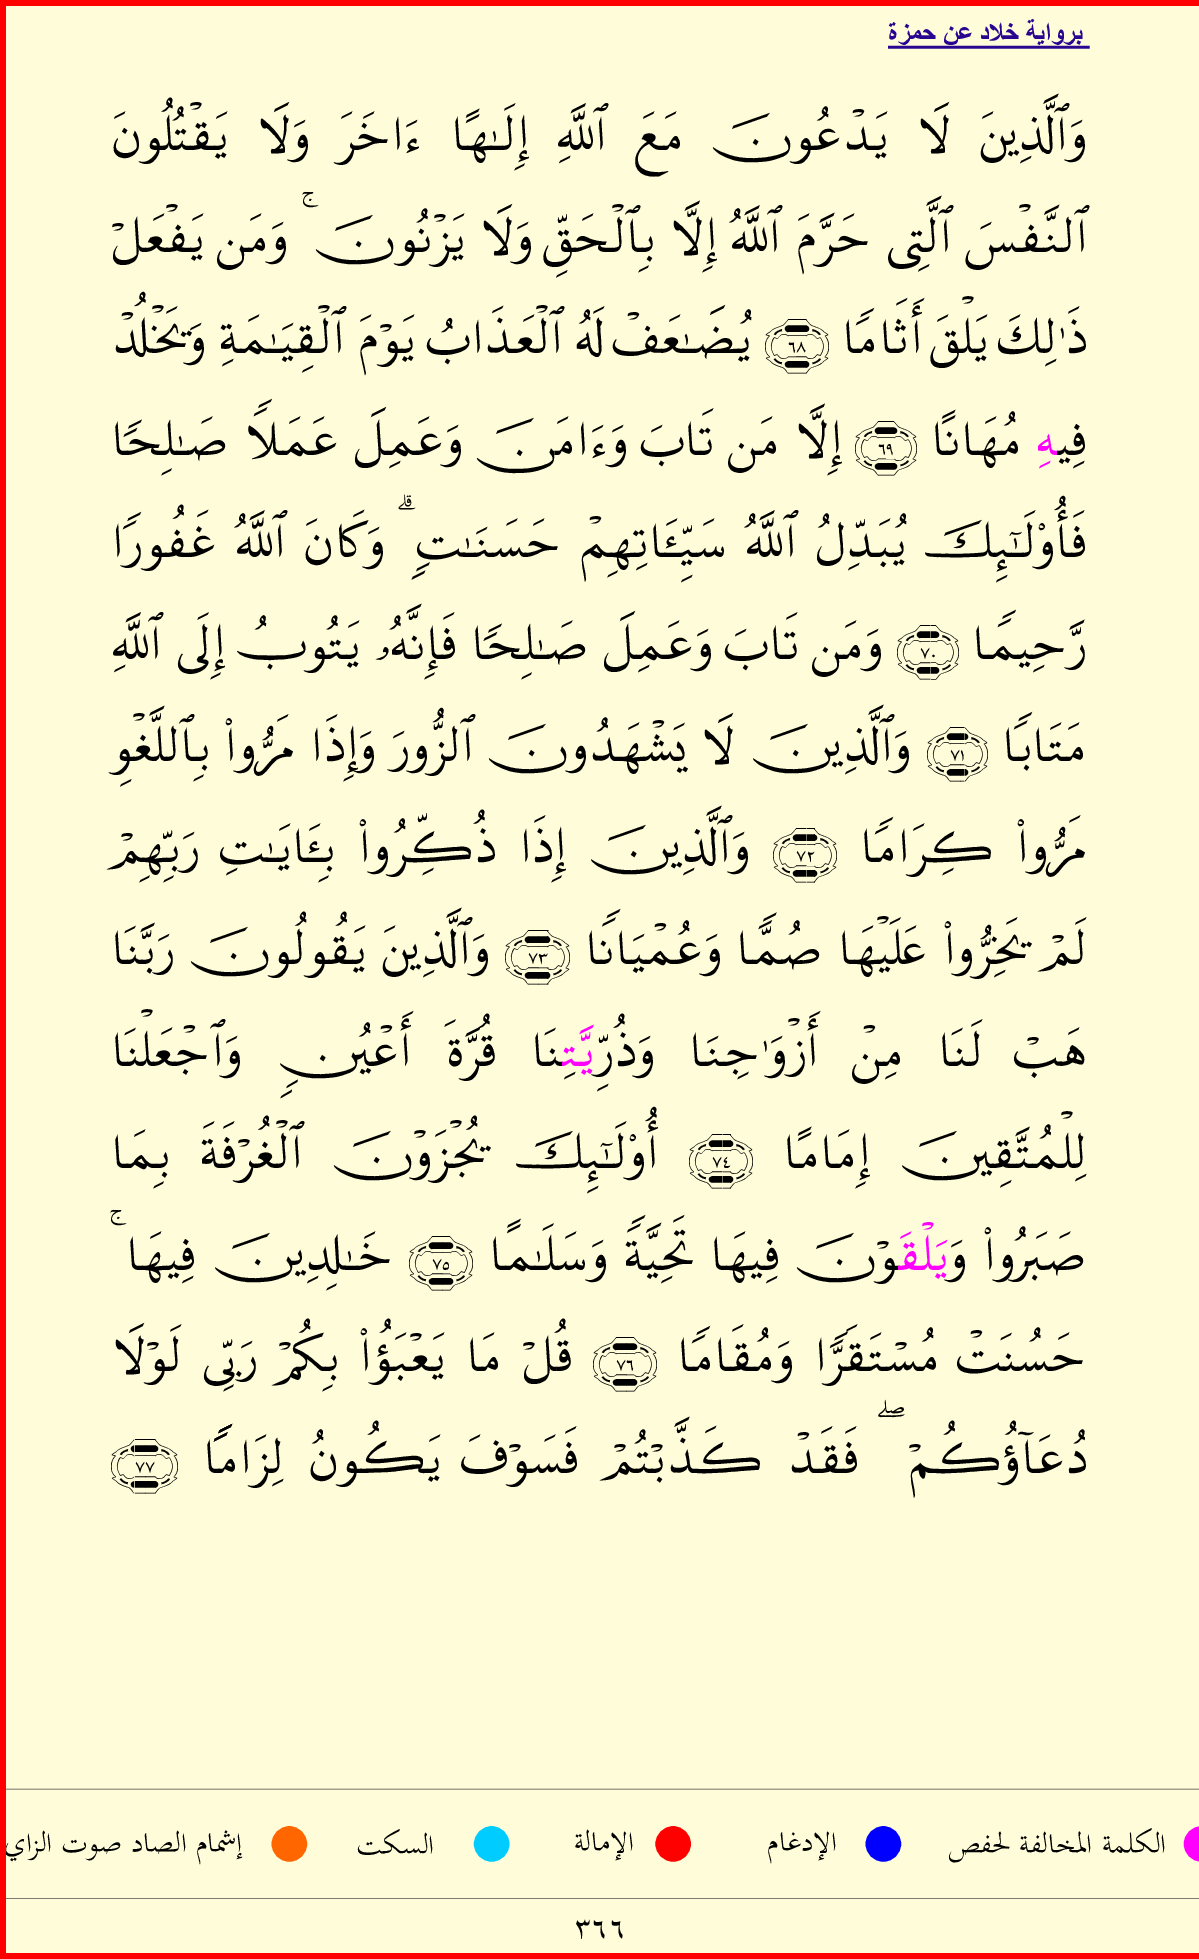 برواية خلاد عن حمزة
وَٱلَّذِينَ لَا يَدْعُونَ مَعَ ٱللَّهِ إِلَـٰهًا ءَاخَرَ وَلَا يَقْتُلُونَ
ٱلنَّفْسَ ٱلَّتِى حَرَّمَ ٱللَّهُ إِلَّا بِٱلْحَقِّ وَلَا يَزْنُونَ ۚ وَمَن يَفْعَلْ
ذَٰلِكَ يَلْقَ أَثَامًا ٦٨ يُضَـٰعَفْ لَهُ ٱلْعَذَابُ يَوْمَ ٱلْقِيَـٰمَةِ وَيَخْلُدْ
فِيهِ مُهَانًا ٦٩ إِلَّا مَن تَابَ وَءَامَنَ وَعَمِلَ عَمَلًا صَـٰلِحًا
فَأُو۟لَـٰٓئِكَ يُبَدِّلُ ٱللَّهُ سَيِّـَٔاتِهِمْ حَسَنَـٰتٍ ۗ وَكَانَ ٱللَّهُ غَفُورًا
رَّحِيمًا ٧٠ وَمَن تَابَ وَعَمِلَ صَـٰلِحًا فَإِنَّهُۥ يَتُوبُ إِلَى ٱللَّهِ
مَتَابًا ٧١ وَٱلَّذِينَ لَا يَشْهَدُونَ ٱلزُّورَ وَإِذَا مَرُّوا۟ بِٱللَّغْوِ
مَرُّوا۟ كِرَامًا ٧٢ وَٱلَّذِينَ إِذَا ذُكِّرُوا۟ بِـَٔايَـٰتِ رَبِّهِمْ
لَمْ يَخِرُّوا۟ عَلَيْهَا صُمًّا وَعُمْيَانًا ٧٣ وَٱلَّذِينَ يَقُولُونَ رَبَّنَا
هَبْ لَنَا مِنْ أَزْوَٰجِنَا وَذُرِّيَّتِنَا قُرَّةَ أَعْيُنٍ وَٱجْعَلْنَا
لِلْمُتَّقِينَ إِمَامًا ٧٤ أُو۟لَـٰٓئِكَ يُجْزَوْنَ ٱلْغُرْفَةَ بِمَا
صَبَرُوا۟ وَيَلْقَوْنَ فِيهَا تَحِيَّةً وَسَلَـٰمًا ٧٥ خَـٰلِدِينَ فِيهَا ۚ
حَسُنَتْ مُسْتَقَرًّا وَمُقَامًا ٧٦ قُلْ مَا يَعْبَؤُا۟ بِكُمْ رَبِّى لَوْلَا
دُعَآؤُكُمْ ۖ فَقَدْ كَذَّبْتُمْ فَسَوْفَ يَكُونُ لِزَامًا ٧٧
الكلمة المخالفة لحفص الإدغام الإمالة السكت إشمام الصاد صوت الزاي
٣٦٦